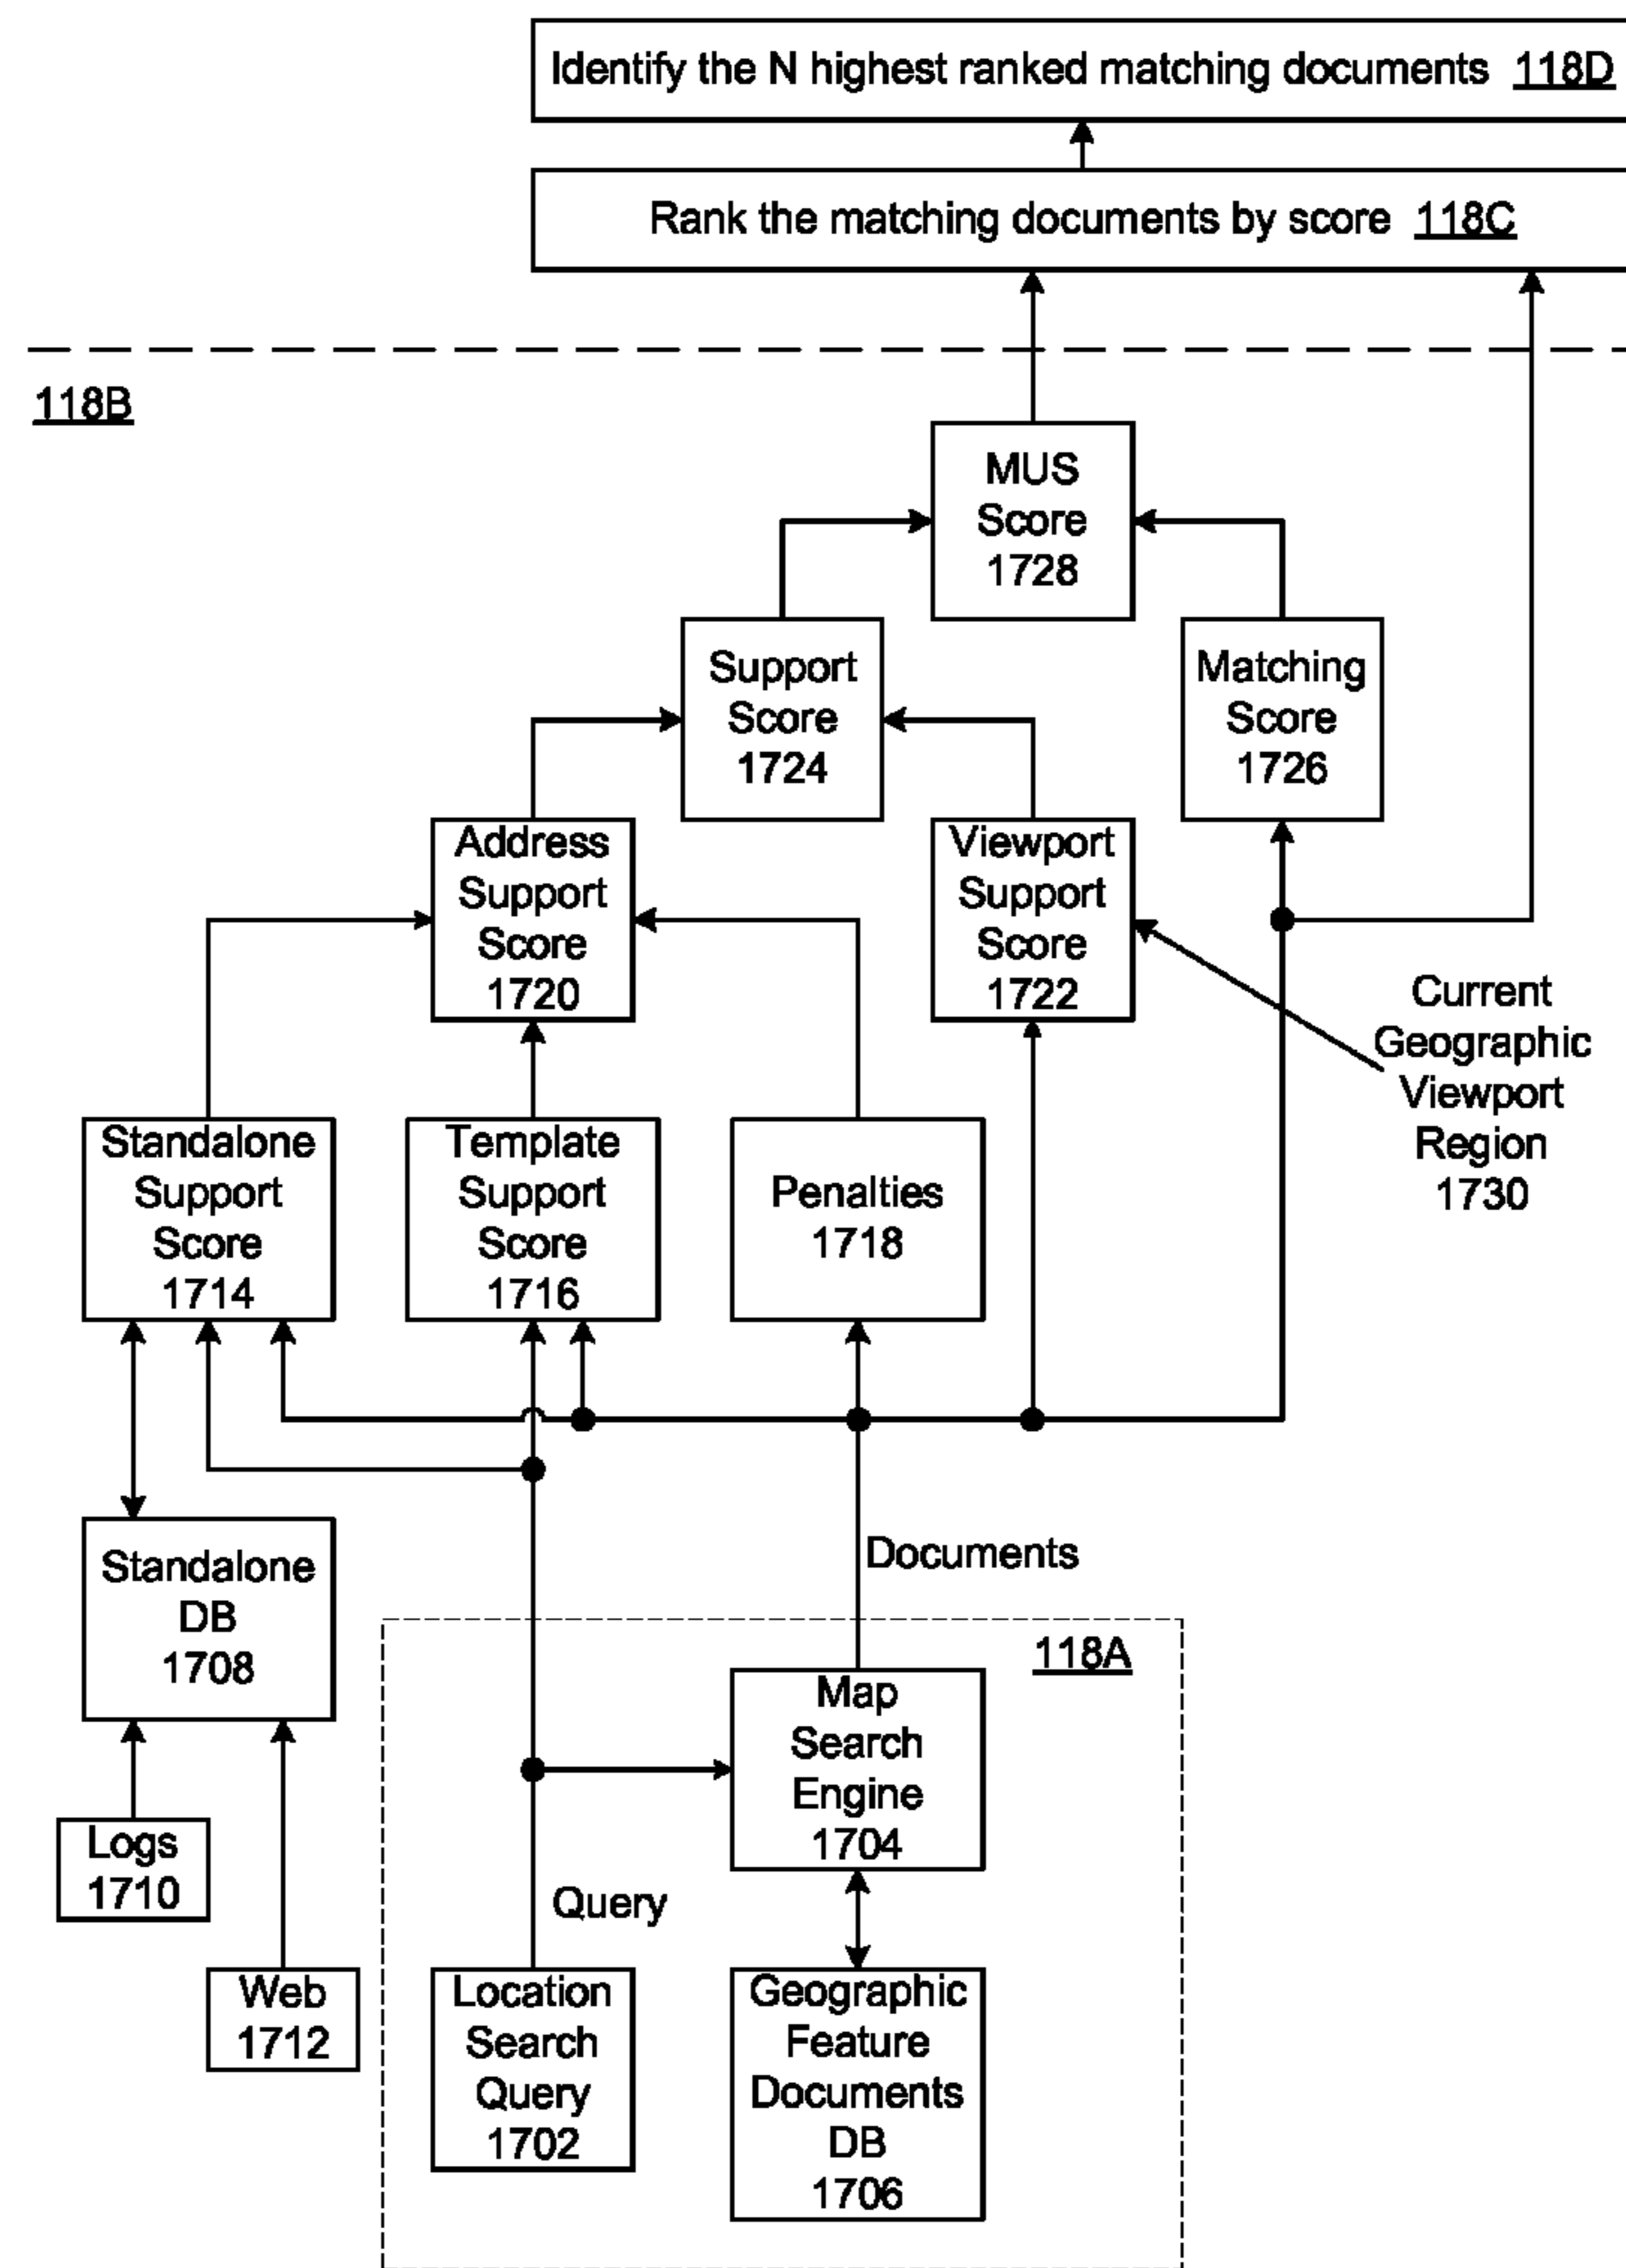 Identify the N highest ranked matching documents 118D
Rank the matching documents by score 118C
118B
MUS
Score
1728
Support
Score
1724
Matching
Score
1726
Address
Support
Score
1720
Viewport
Support
Score
1722
Current
Geographic
Viewport
Region
1730
Standalone
Support
Score
1714
Template
Support
Score
1716
Penalties
1718
Standalone
DB
1708
Documents
118A
Map
Search
Engine
1704
Logs
1710
Query
Web
1712
Location
Search
Query
1702
Geographic
Feature
Documents
DB
1706